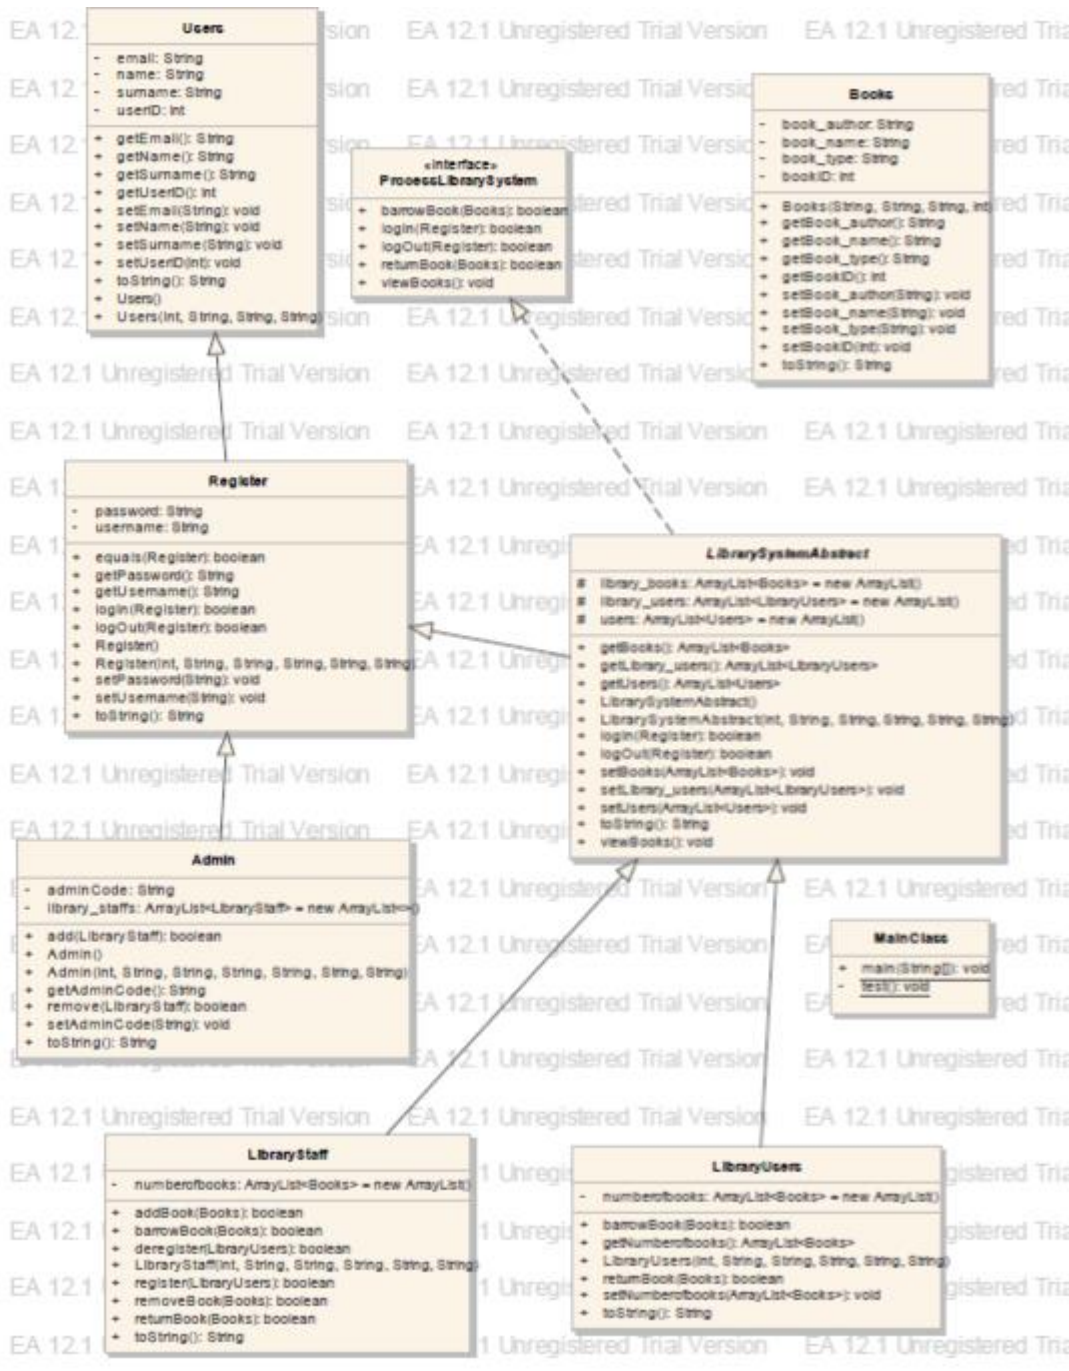 Users
- email: String
- name: String
- surname: String
- userID: int
+ getEmail(): String
+ getName(): String
+ getSurname(): String
+ getUserID(): int
+ setEmail(String): void
+ setName(String): void
+ setSurname(String): void
+ setUserID(int): void
+ toString(): String
+ Users()
+ Users(int, String, String, String)
«interface»
ProcessLibrarySystem
+ barrowBook(Books): boolean
+ login(Register): boolean
+ logOut(Register): boolean
+ returnBook(Books): boolean
+ viewBooks(): void
Books
- book_author: String
- book_name: String
- book_type: String
- bookID: int
+ Books(String, String, String, int)
+ getBook_author(): String
+ getBook_name(): String
+ getBook_type(): String
+ getBookID(): int
+ setBook_author(String): void
+ setBook_name(String): void
+ setBook_type(String): void
+ setBookID(int): void
+ toString(): String
Register
- password: String
- username: String
+ equals(Register): boolean
+ getPassword(): String
+ getUsername(): String
+ login(Register): boolean
+ logOut(Register): boolean
+ Register()
+ Register(int, String, String, String, String, String)
+ setPassword(String): void
+ setUsername(String): void
+ toString(): String
LibrarySystemAbstract
# library_books: ArrayList<Books> = new ArrayList()
# library_users: ArrayList<LibraryUsers> = new ArrayList()
# users: ArrayList<Users> = new ArrayList()
+ getBooks(): ArrayList<Books>
+ getLibrary_users(): ArrayList<LibraryUsers>
+ getUsers(): ArrayList<Users>
+ LibrarySystemAbstract()
+ LibrarySystemAbstract(int, String, String, String, String, String)
+ login(Register): boolean
+ logOut(Register): boolean
+ setBooks(ArrayList<Books>): void
+ setLibrary_users(ArrayList<LibraryUsers>): void
+ setUsers(ArrayList<Users>): void
+ toString(): String
+ viewBooks(): void
Admin
- adminCode: String
- library_staffs: ArrayList<LibraryStaff> = new ArrayList<>()
+ add(LibraryStaff): boolean
+ Admin()
+ Admin(int, String, String, String, String, String, String)
+ getAdminCode(): String
+ remove(LibraryStaff): boolean
+ setAdminCode(String): void
+ toString(): String
MainClass
+ main(String[]): void
- test(): void
LibraryStaff
- numberofbooks: ArrayList<Books> = new ArrayList()
+ addBook(Books): boolean
+ barrowBook(Books): boolean
+ deregister(LibraryUsers): boolean
+ LibraryStaff(int, String, String, String, String, String)
+ register(LibraryUsers): boolean
+ removeBook(Books): boolean
+ returnBook(Books): boolean
+ toString(): String
LibraryUsers
- numberofbooks: ArrayList<Books> = new ArrayList()
+ barrowBook(Books): boolean
+ getNumberofbooks(): ArrayList<Books>
+ LibraryUsers(int, String, String, String, String, String)
+ returnBook(Books): boolean
+ setNumberofbooks(ArrayList<Books>): void
+ toString(): String
EA 12.1 Unregistered Trial Version